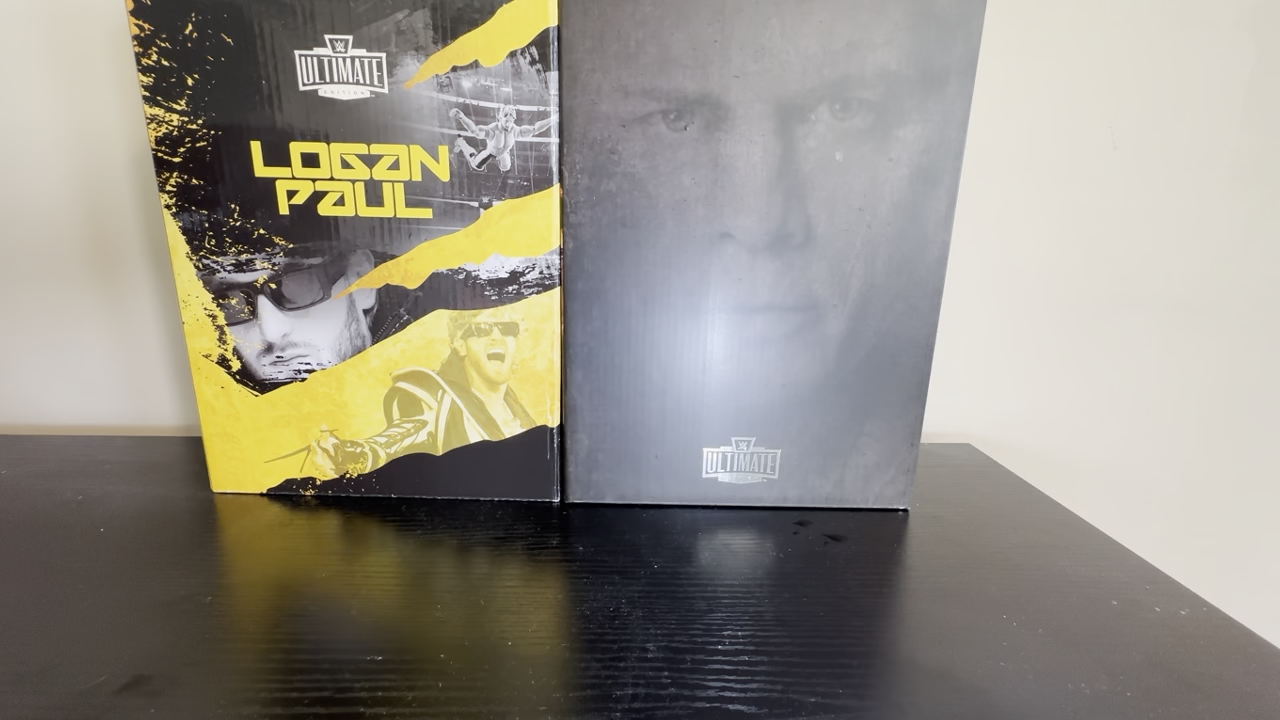 W
ULTIMATE
EDITION
LOGAN
PAUL
W
ULTIMATE